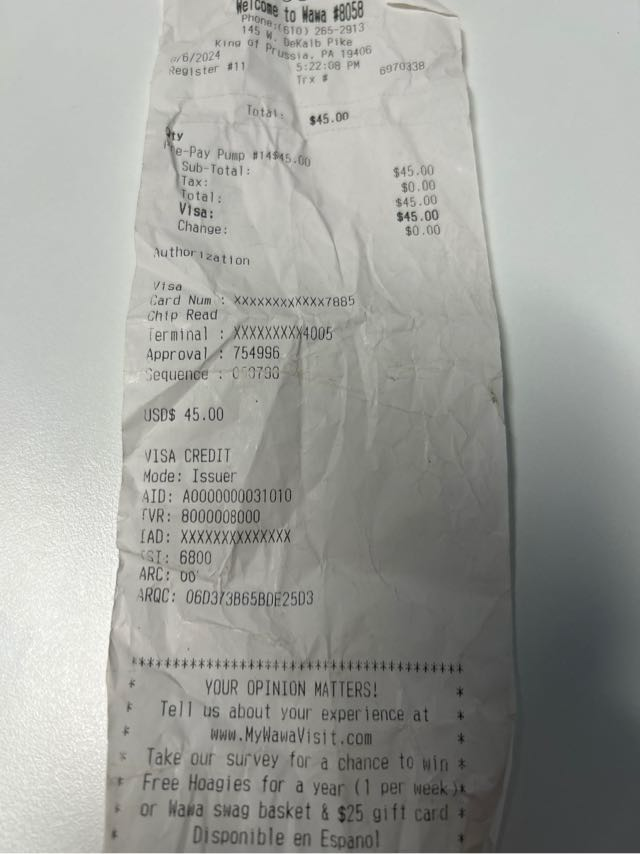 Welcome to Wawa #8058
Phone:(610) 265-2913
145 W. DeKalb Pike
King of Prussia, PA 19406
/6/2024 5:22:08 PM 6970338
Register #11 Trx #
Total: $45.00
Qty
Pre-Pay Pump #14$45.00
Sub-Total: $45.00
Tax: $0.00
Total: $45.00
Visa: $45.00
Change: $0.00
Authorization
Visa
Card Num : XXXXXXXXXXXX7885
Chip Read
Terminal : XXXXXXXXX4005
Approval : 754996
Sequence :
USD$ 45.00
VISA CREDIT
Mode: Issuer
AID: A0000000031010
TVR: 8000008000
IAD: XXXXXXXXXXXXXX
TSI: 6800
ARC: 00
ARQC: 06D373B65BDE25D3
****************************************
* YOUR OPINION MATTERS! *
* Tell us about your experience at *
* www.MyWawaVisit.com *
* Take our survey for a chance to win *
* Free Hoagies for a year (1 per week)*
* or Wawa swag basket & $25 gift card *
* Disponible en Espanol *